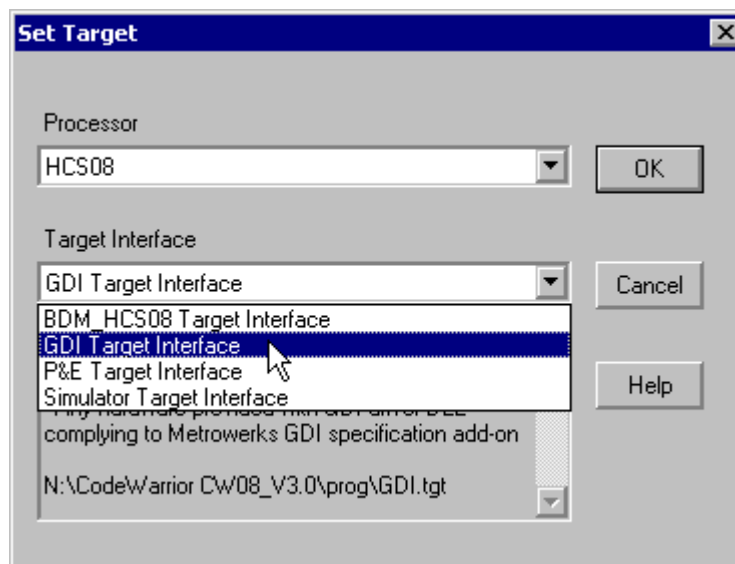 Set Target
Processor
HCS08
OK
Target Interface
GDI Target Interface
Cancel
BDM_HCS08 Target Interface
GDI Target Interface
P&E Target Interface
Simulator Target Interface
Help
complying to Metrowerks GDI specification add-on
N:\CodeWarrior CW08_V3.0\prog\GDI.tgt